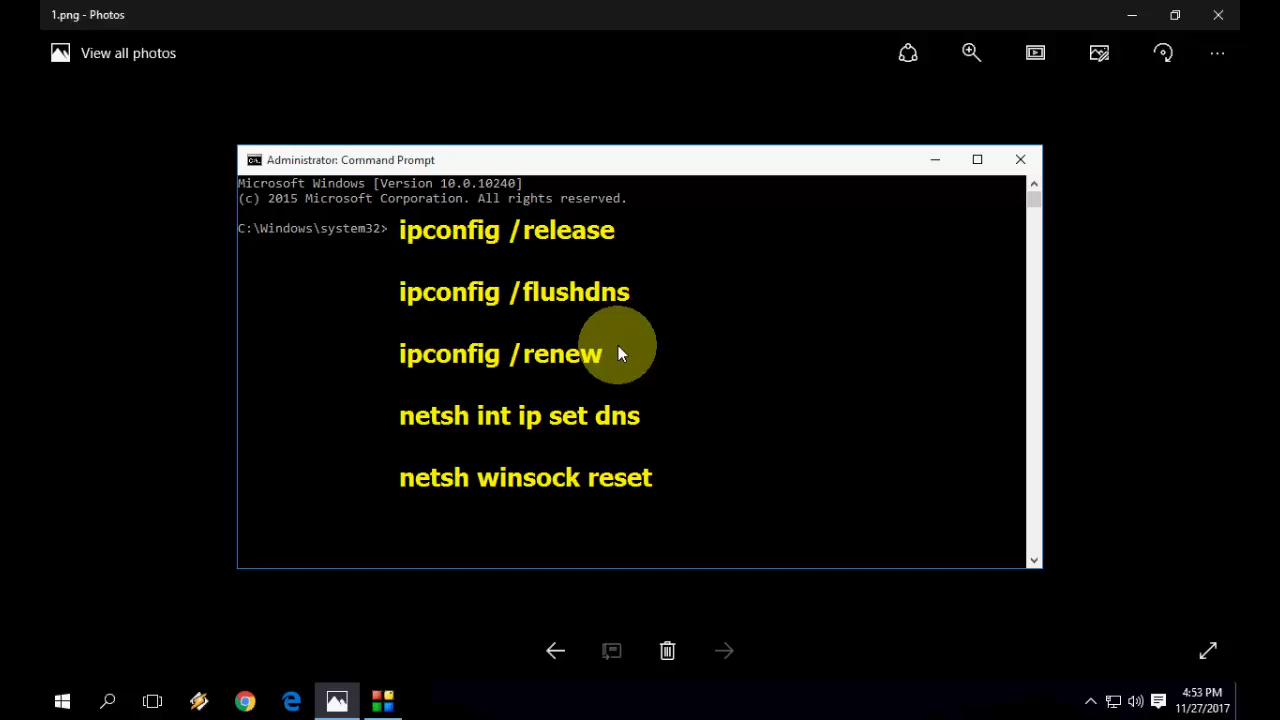 1.png - Photos
View all photos
Administrator: Command Prompt
Microsoft Windows [Version 10.0.10240]
(c) 2015 Microsoft Corporation. All rights reserved.
C:\Windows\system32> ipconfig /release
ipconfig /flushdns
ipconfig /renew
netsh int ip set dns
netsh winsock reset
4:53 PM
11/27/2017